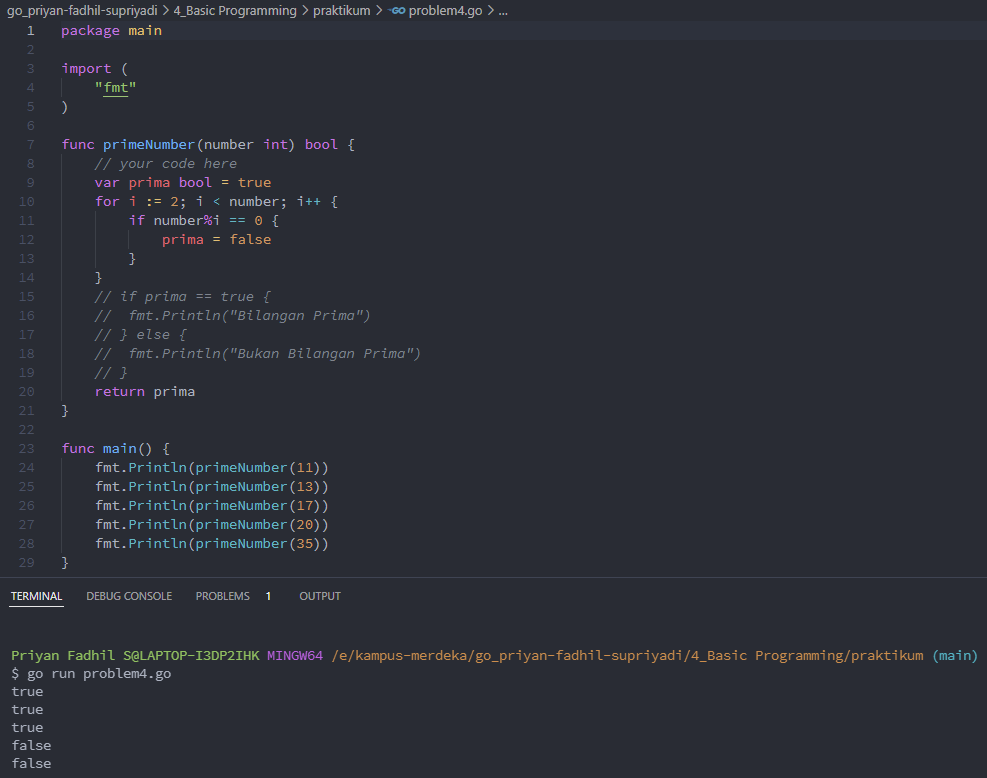 go_priyan-fadhil-supriyadi > 4_Basic Programming > praktikum > GO problem4.go > ...
1 package main
2
3 import (
4     "fmt"
5 )
6
7 func primeNumber(number int) bool {
8     // your code here
9     var prima bool = true
10     for i := 2; i < number; i++ {
11         if number%i == 0 {
12             prima = false
13         }
14     }
15     // if prima == true {
16     //  fmt.Println("Bilangan Prima")
17     // } else {
18     //  fmt.Println("Bukan Bilangan Prima")
19     // }
20     return prima
21 }
22
23 func main() {
24     fmt.Println(primeNumber(11))
25     fmt.Println(primeNumber(13))
26     fmt.Println(primeNumber(17))
27     fmt.Println(primeNumber(20))
28     fmt.Println(primeNumber(35))
29 }
TERMINAL DEBUG CONSOLE PROBLEMS 1 OUTPUT
Priyan Fadhil S@LAPTOP-I3DP2IHK MINGW64 /e/kampus-merdeka/go_priyan-fadhil-supriyadi/4_Basic Programming/praktikum (main)
$ go run problem4.go
true
true
true
false
false